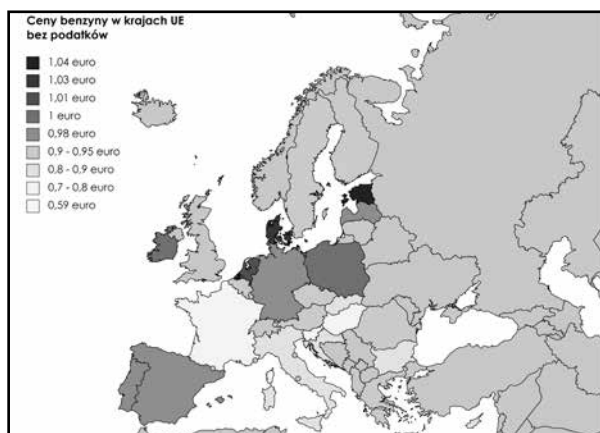 Ceny benzyny w krajach UE
bez podatków
1,04 euro
1,03 euro
1,01 euro
1 euro
0,98 euro
0,9 - 0,95 euro
0,8 - 0,9 euro
0,7 - 0,8 euro
0,59 euro